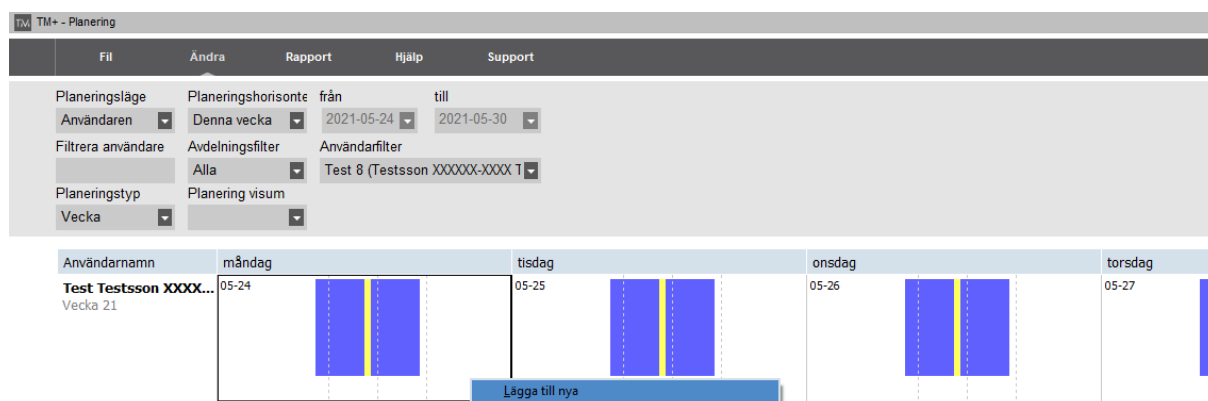 TM TM+ - Planering
Fil Ändra Rapport Hjälp Support
Planeringsläge Planeringshorisonte från till
Användaren Denna vecka 2021-05-24 2021-05-30
Filtrera användare Avdelningsfilter Användarfilter
Alla Test 8 (Testsson XXXXXX-XXXX T
Planeringstyp Planering visum
Vecka
Användarnamn måndag tisdag onsdag torsdag
Test Testsson XXXX... 05-24 05-25 05-26 05-27
Vecka 21
Lägga till nya